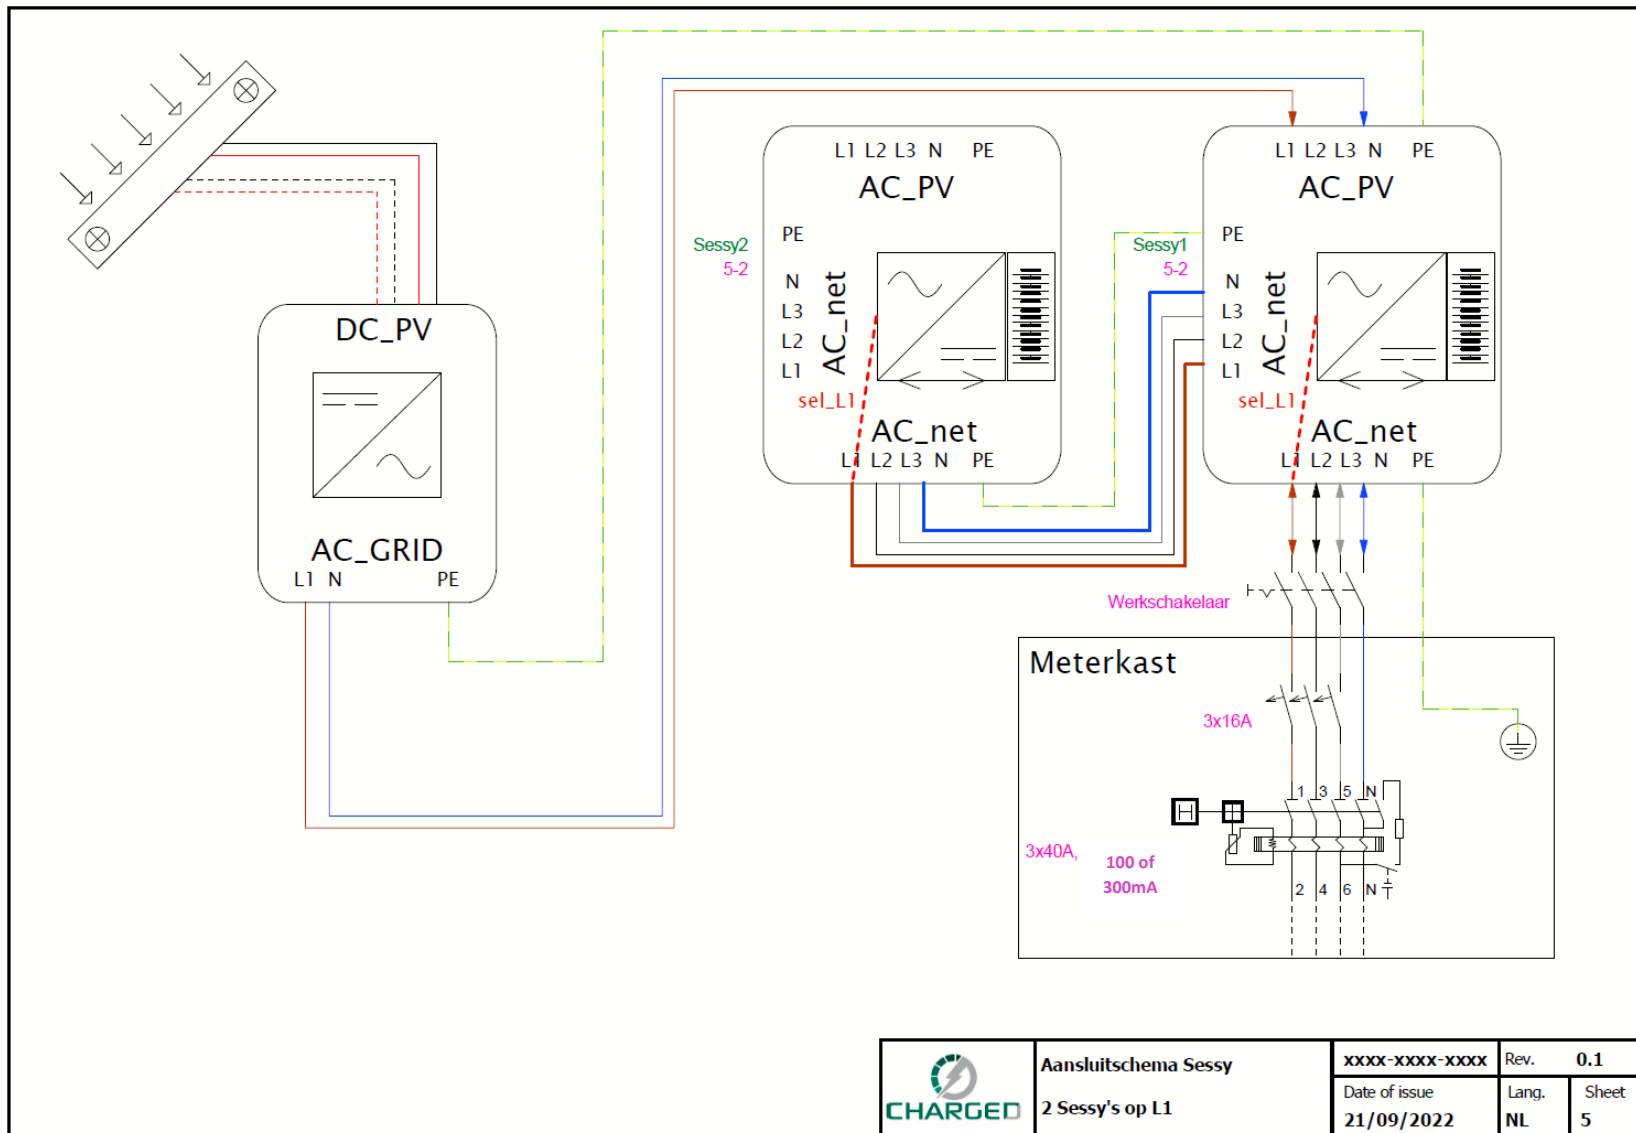 L1 L2 L3 N PE
AC_PV
L1 L2 L3 N PE
AC_PV
Sessy2
5-2
PE
N
L3
L2
L1
AC_net
sel_L1
AC_net
L1 L2 L3 N PE
Sessy1
5-2
PE
N
L3
L2
L1
AC_net
sel_L1
AC_net
L1 L2 L3 N PE
DC_PV
AC_GRID
L1 N PE
Werkschakelaar
Meterkast
3x16A
1 3 5 N
H
3x40A,
100 of
300mA
2 4 6 N
CHARGED
Aansluitschema Sessy
2 Sessy's op L1
xxxx-xxxx-xxxx
Rev. 0.1
Date of issue
21/09/2022
Lang.
NL
Sheet
5